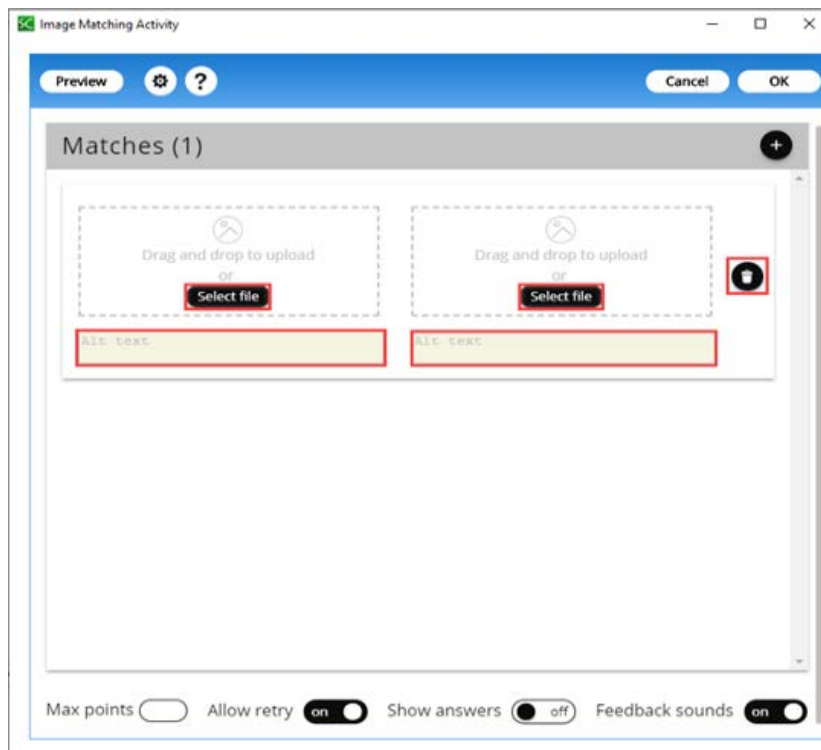 SC Image Matching Activity
Preview ? Cancel OK
Matches (1) +
Drag and drop to upload Drag and drop to upload
or or
Select file Select file
Alt text Alt text
Max points Allow retry on Show answers off Feedback sounds on